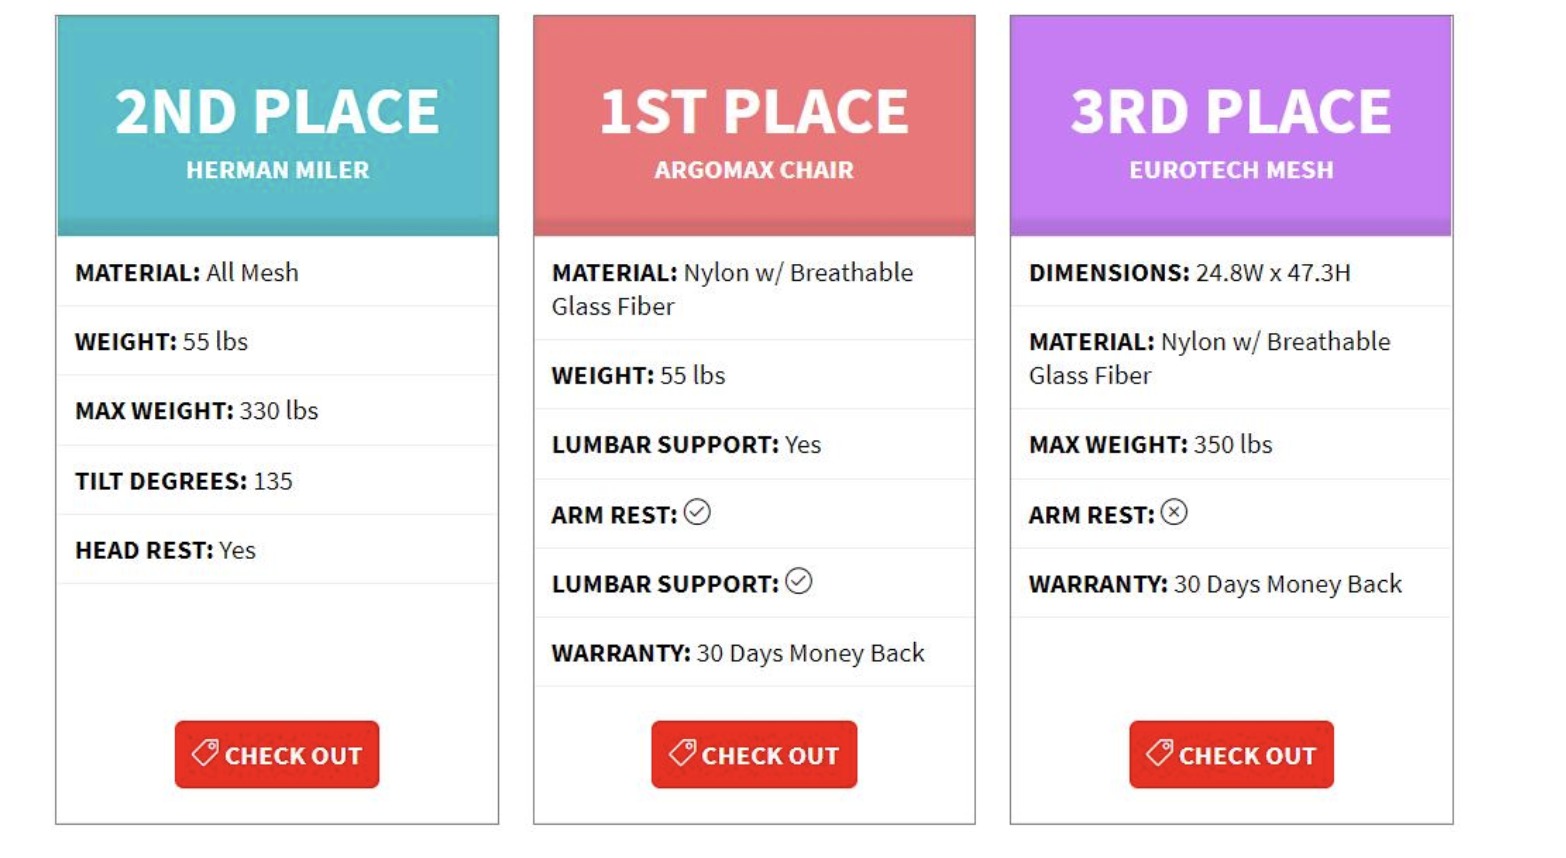 2ND PLACE
HERMAN MILER
MATERIAL: All Mesh
WEIGHT: 55 lbs
MAX WEIGHT: 330 lbs
TILT DEGREES: 135
HEAD REST: Yes
CHECK OUT
1ST PLACE
ARGOMAX CHAIR
MATERIAL: Nylon w/ Breathable
Glass Fiber
WEIGHT: 55 lbs
LUMBAR SUPPORT: Yes
ARM REST:
LUMBAR SUPPORT:
WARRANTY: 30 Days Money Back
CHECK OUT
3RD PLACE
EUROTECH MESH
DIMENSIONS: 24.8W x 47.3H
MATERIAL: Nylon w/ Breathable
Glass Fiber
MAX WEIGHT: 350 lbs
ARM REST:
WARRANTY: 30 Days Money Back
CHECK OUT